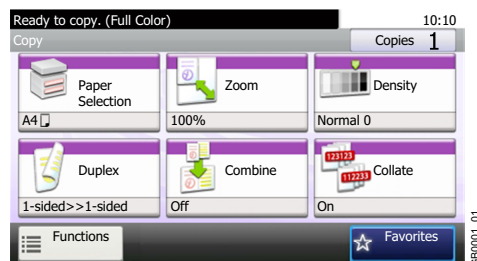 Ready to copy. (Full Color)
10:10
Copy
Copies 1
Paper
Selection
A4
Zoom
100%
Density
Normal 0
Duplex
1-sided>>1-sided
Combine
Off
123123
112233
Collate
On
Functions
Favorites